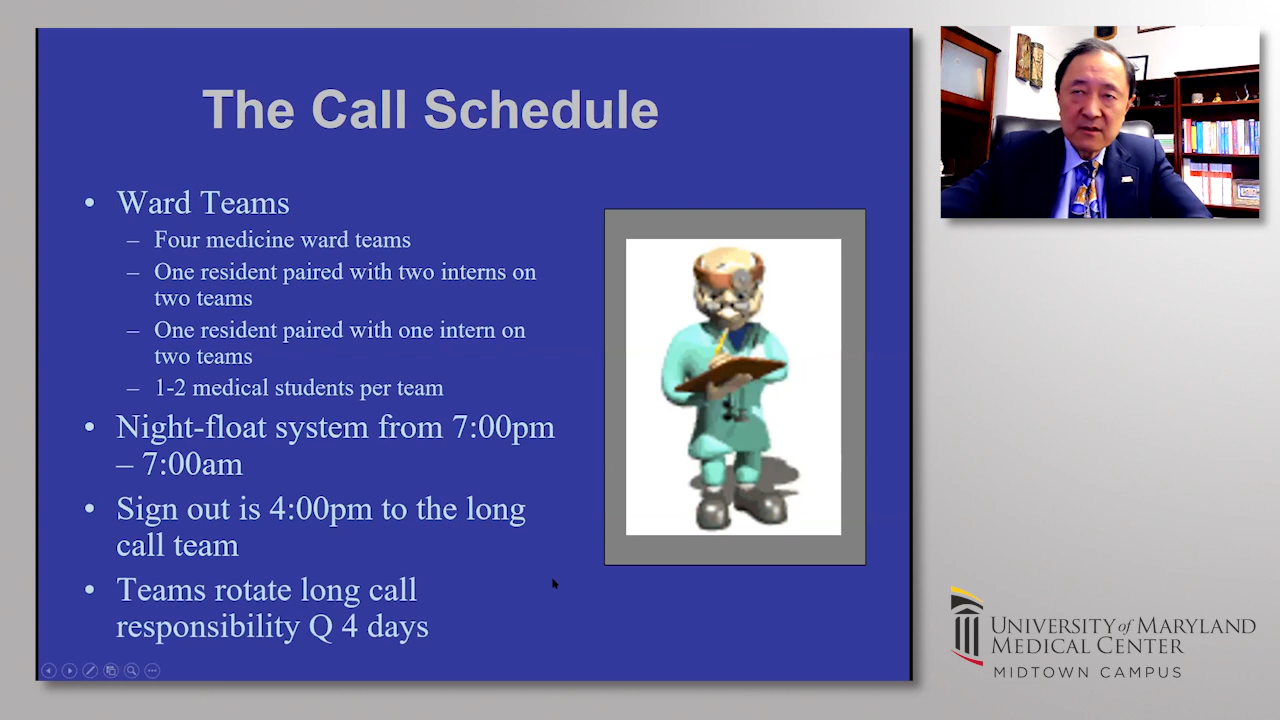 The Call Schedule
• Ward Teams
– Four medicine ward teams
– One resident paired with two interns on
two teams
– One resident paired with one intern on
two teams
– 1-2 medical students per team
• Night-float system from 7:00pm
– 7:00am
• Sign out is 4:00pm to the long
call team
• Teams rotate long call
responsibility Q 4 days
UNIVERSITY of MARYLAND
MEDICAL CENTER
MIDTOWN CAMPUS